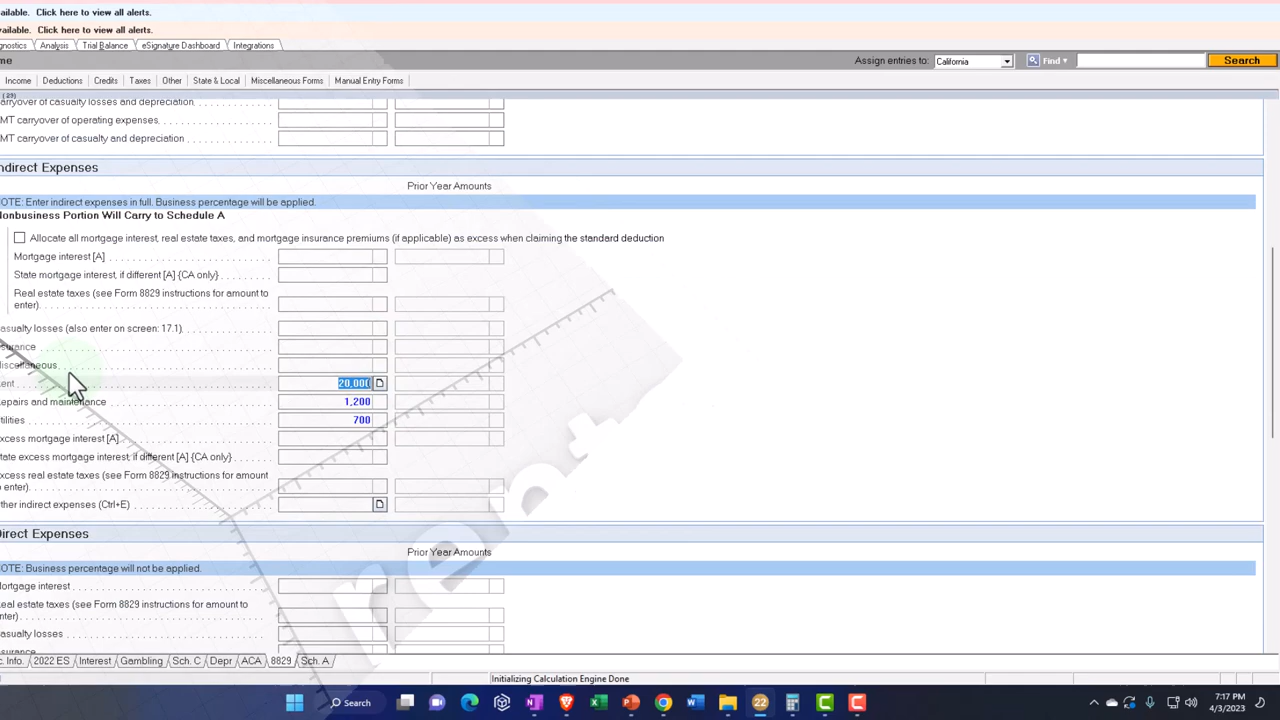 ailable. Click here to view all alerts.
vailable. Click here to view all alerts.
gnostics Analysis Trial Balance eSignature Dashboard Integrations
me Assign entries to: California Find Search
Income Deductions Credits Taxes Other State & Local Miscellaneous Forms Manual Entry Forms
(29)
arryover of casualty losses and depreciation
MT carryover of operating expenses
MT carryover of casualty and depreciation
ndirect Expenses
Prior Year Amounts
NOTE: Enter indirect expenses in full. Business percentage will be applied.
Nonbusiness Portion Will Carry to Schedule A
Allocate all mortgage interest, real estate taxes, and mortgage insurance premiums (if applicable) as excess when claiming the standard deduction
Mortgage interest [A]
State mortgage interest, if different [A] {CA only}
Real estate taxes (see Form 8829 instructions for amount to
enter)
asualty losses (also enter on screen: 17.1)
surance
iscellaneous
ent 20,000
epairs and maintenance 1,200
tilities 700
xcess mortgage interest [A]
tate excess mortgage interest, if different [A] {CA only}
xcess real estate taxes (see Form 8829 instructions for amount
o enter)
ther indirect expenses (Ctrl+E)
Direct Expenses
Prior Year Amounts
NOTE: Business percentage will not be applied.
ortgage interest
eal estate taxes (see Form 8829 instructions for amount to
nter)
asualty losses
surance
c. Info. 2022 ES Interest Gambling Sch. C Depr ACA 8829 Sch. A
Initializing Calculation Engine Done
Search 22 7:17 PM
4/3/2023